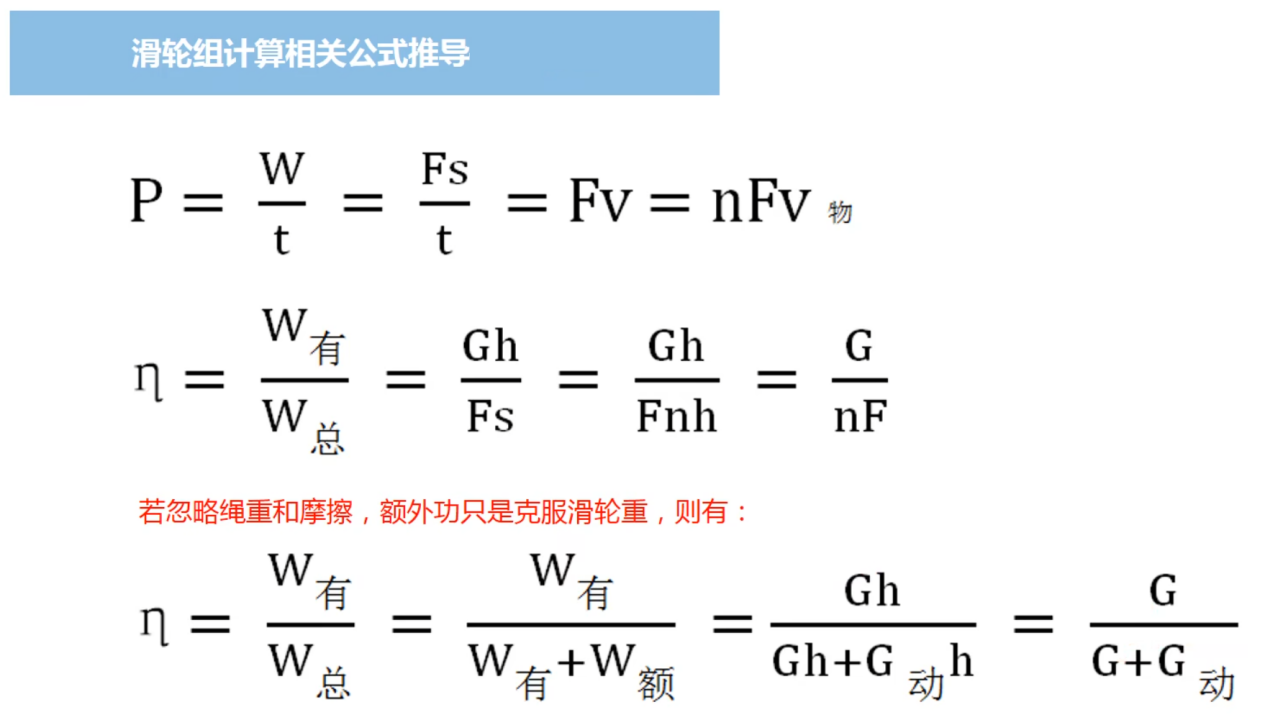 滑轮组计算相关公式推导
P = W/t = Fs/t = Fv = nFv物
η = W有/W总 = Gh/Fs = Gh/Fnh = G/nF
若忽略绳重和摩擦，额外功只是克服滑轮重，则有：
η = W有/W总 = W有/(W有+W额) = Gh/(Gh+G动h) = G/(G+G动)